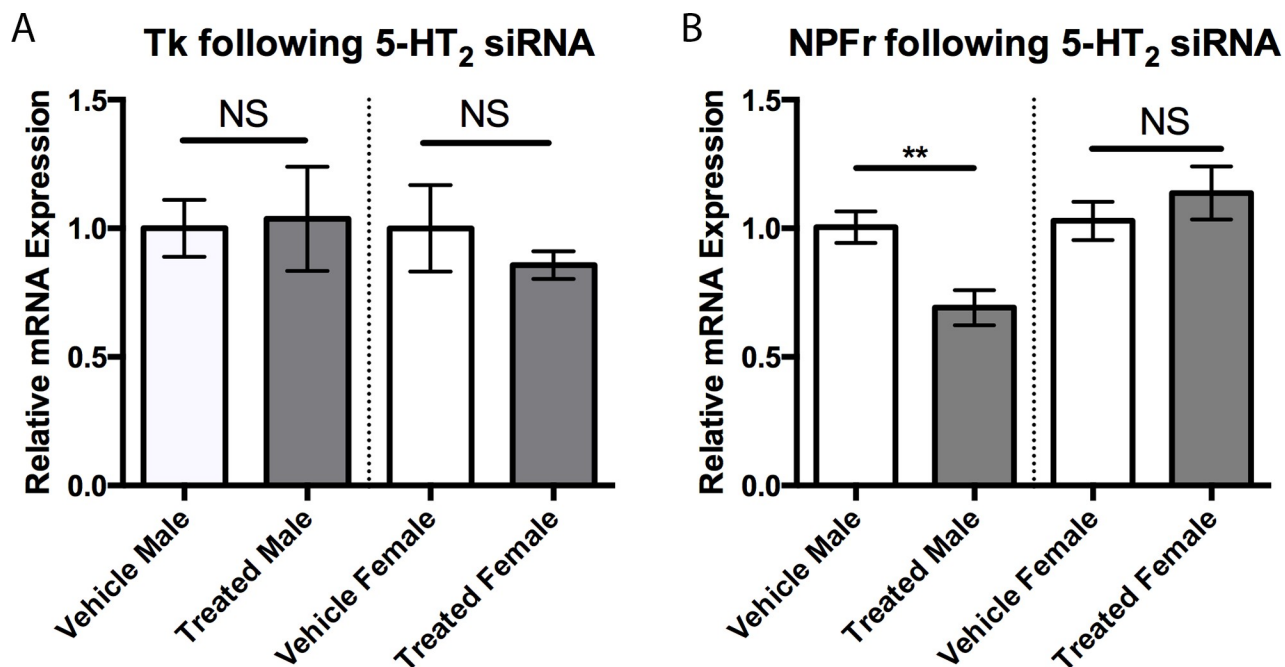 A
Tk following 5-HT₂ siRNA
Relative mRNA Expression
1.5
1.0
0.5
0.0
NS
NS
Vehicle Male
Treated Male
Vehicle Female
Treated Female
B
NPFr following 5-HT₂ siRNA
Relative mRNA Expression
1.5
1.0
0.5
0.0
**
NS
Vehicle Male
Treated Male
Vehicle Female
Treated Female